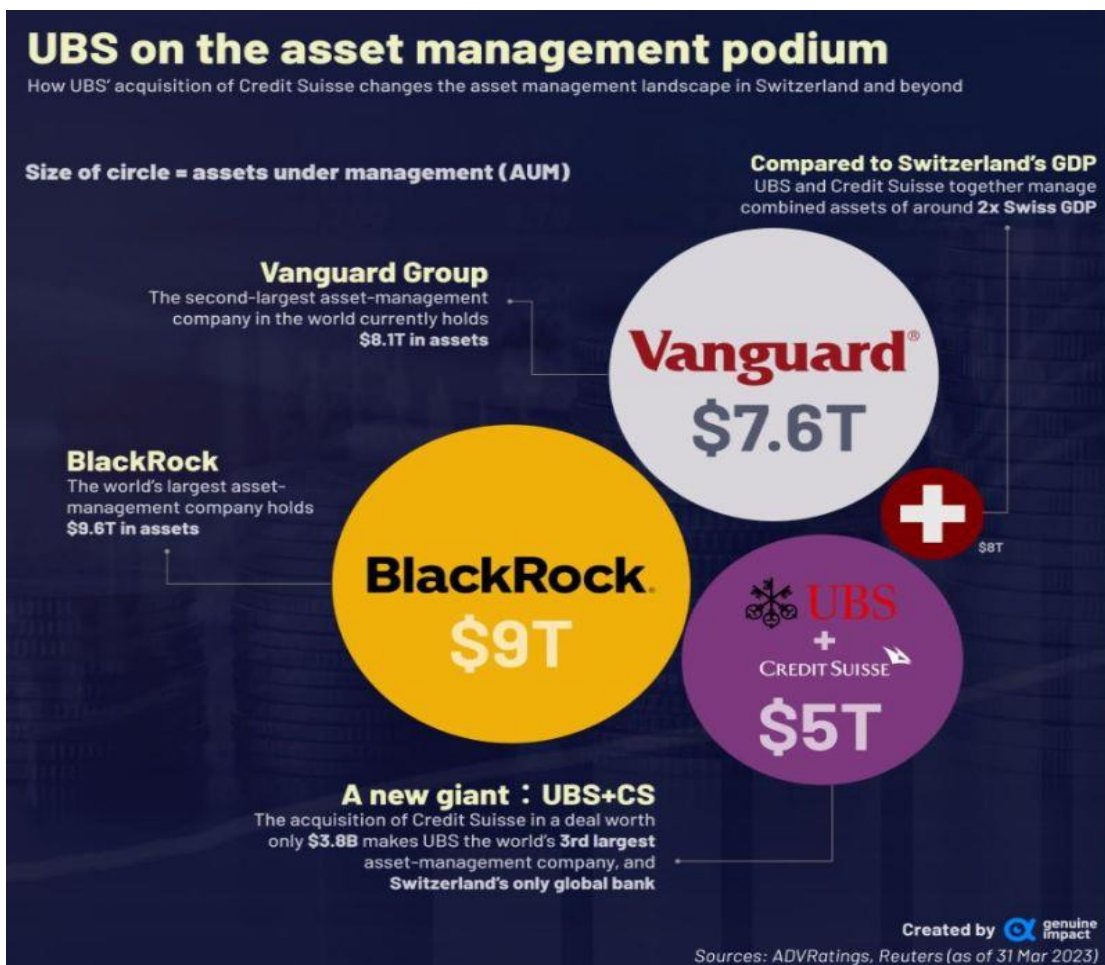 UBS on the asset management podium
How UBS' acquisition of Credit Suisse changes the asset management landscape in Switzerland and beyond
Size of circle = assets under management (AUM)
Compared to Switzerland's GDP
UBS and Credit Suisse together manage
combined assets of around 2x Swiss GDP
Vanguard Group
The second-largest asset-management
company in the world currently holds
$8.1T in assets
Vanguard®
$7.6T
BlackRock
The world's largest asset-
management company holds
$9.6T in assets
BlackRock.
$9T
$8T
UBS
+
CREDIT SUISSE
$5T
A new giant : UBS+CS
The acquisition of Credit Suisse in a deal worth
only $3.8B makes UBS the world's 3rd largest
asset-management company, and
Switzerland's only global bank
Created by genuine impact
Sources: ADVRatings, Reuters (as of 31 Mar 2023)